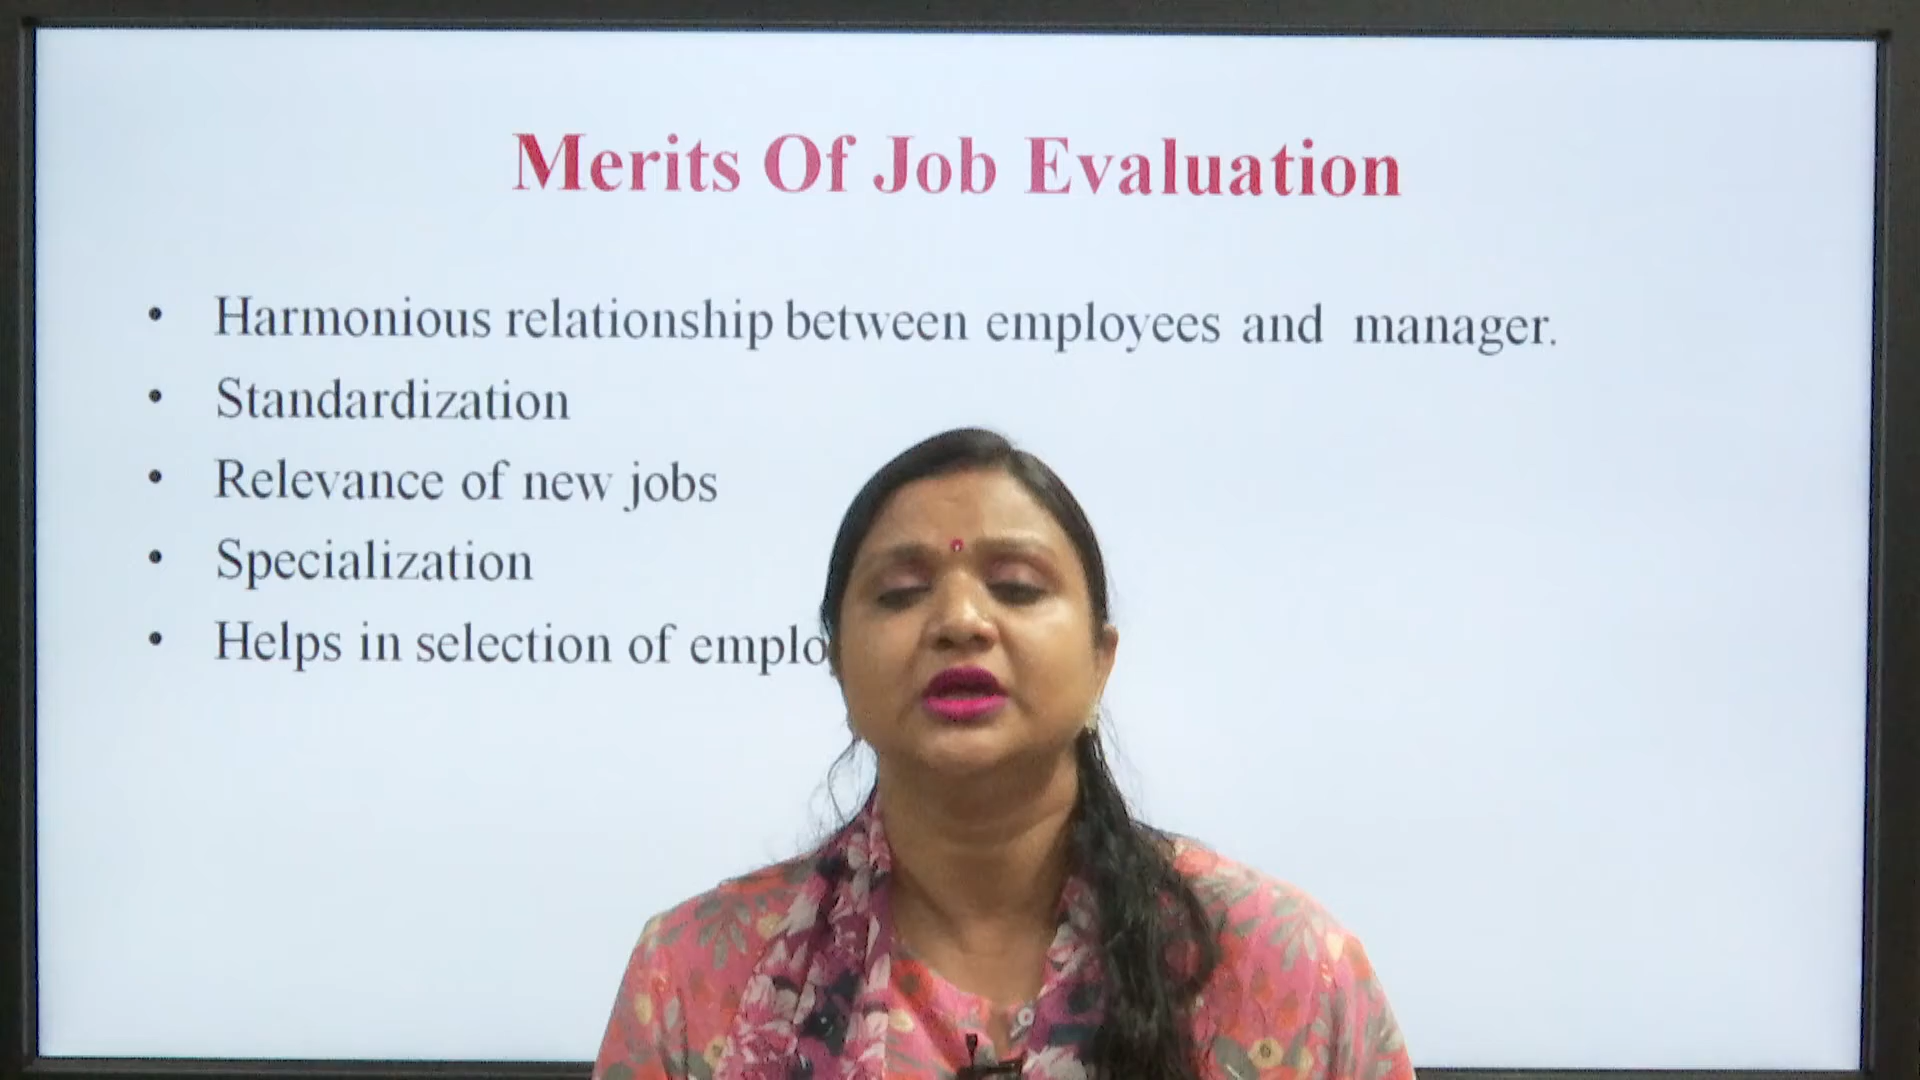 Merits Of Job Evaluation
• Harmonious relationship between employees and manager.
• Standardization
• Relevance of new jobs
• Specialization
• Helps in selection of